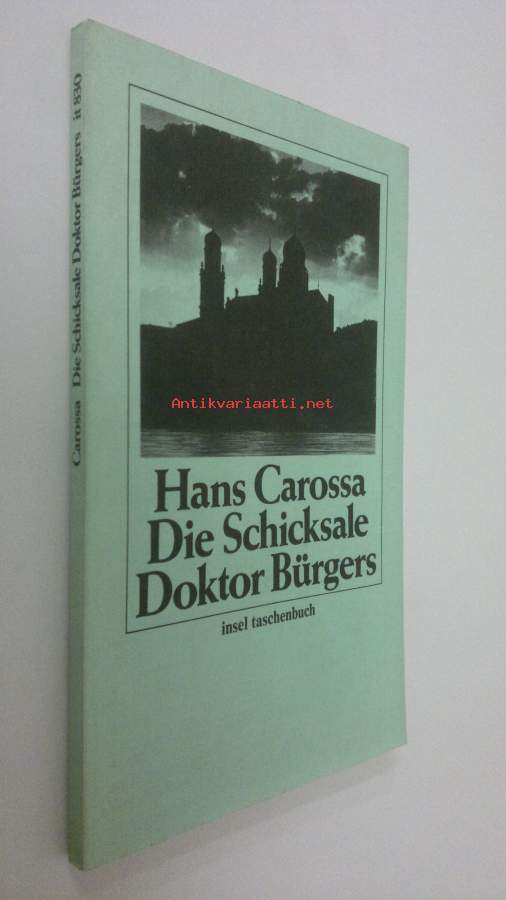 Carossa Die Schicksale Doktor Bürgers it 830
Antikvariaatti.net
Hans Carossa
Die Schicksale
Doktor Bürgers
insel taschenbuch